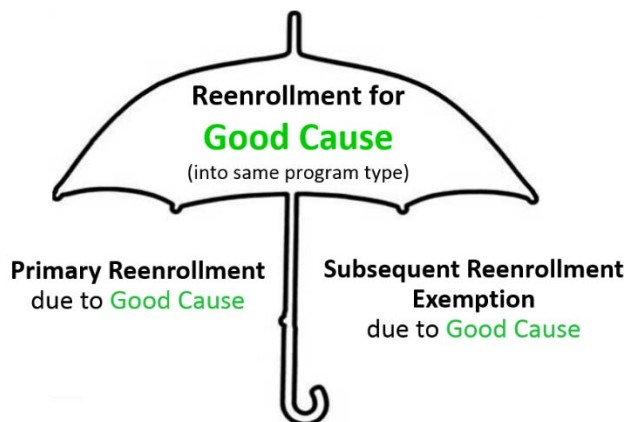 Reenrollment for
Good Cause
(into same program type)
Primary Reenrollment
due to Good Cause
Subsequent Reenrollment
Exemption
due to Good Cause